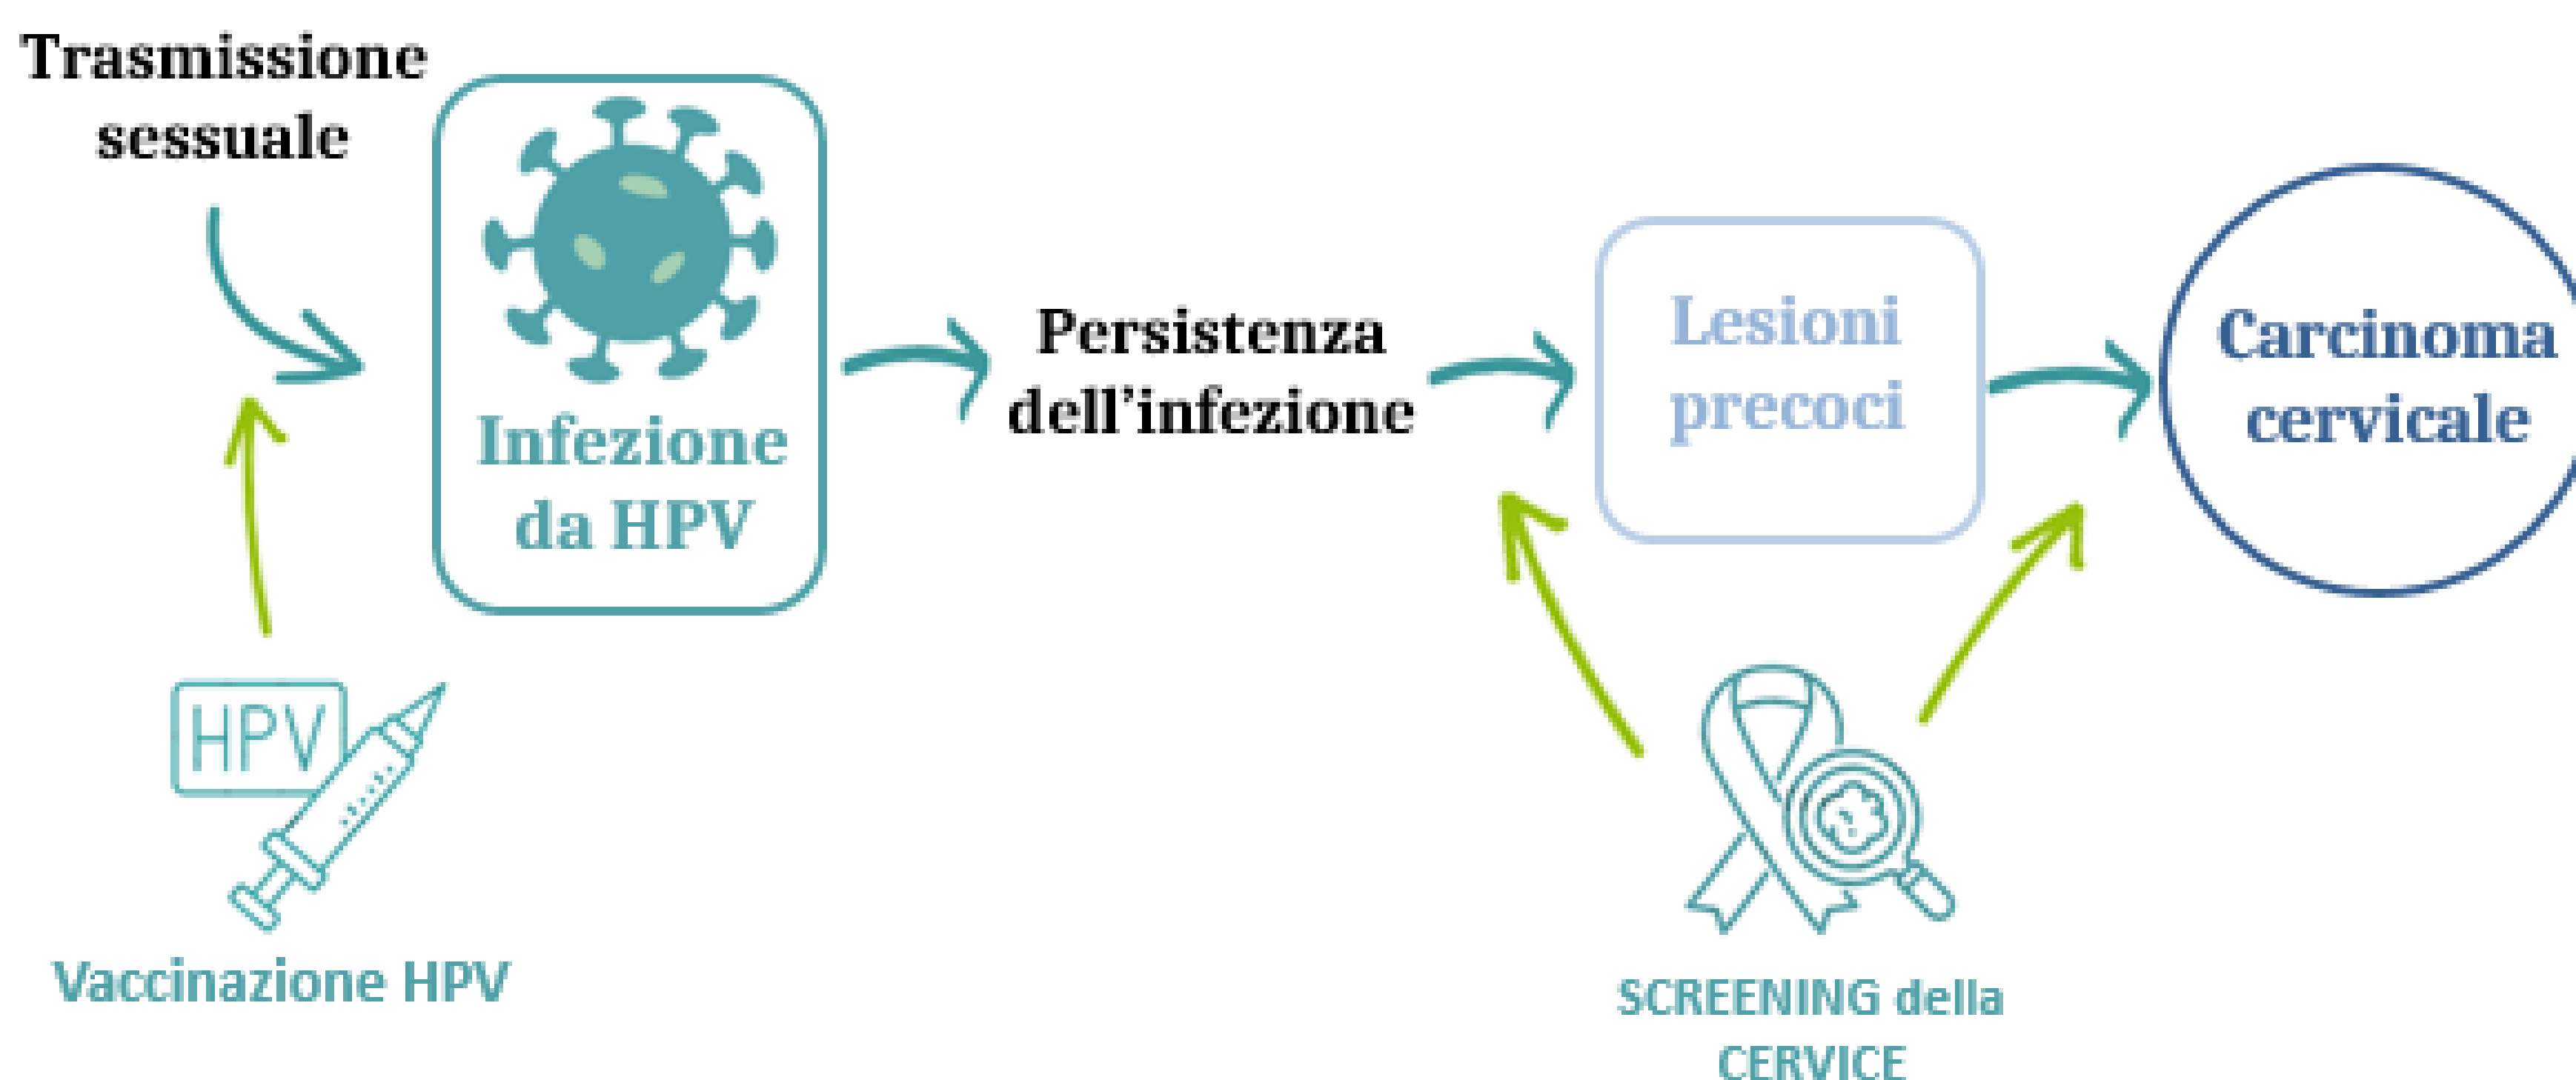 Trasmissione
sessuale
Infezione
da HPV
Persistenza
dell’infezione
Lesioni
precoci
Carcinoma
cervicale
HPV
Vaccinazione HPV
SCREENING della
CERVICE